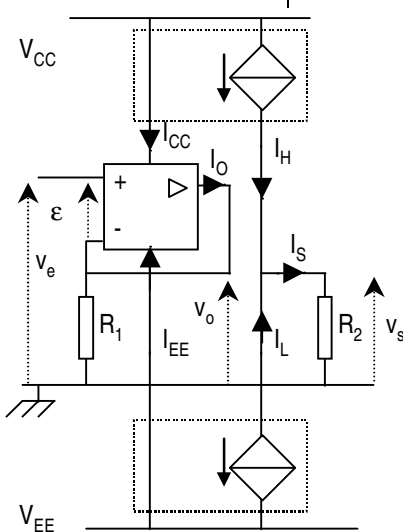 V_CC
I_CC
I_H
I_O
+
ε
-
I_S
v_e
v_o
R_1
I_EE
I_L
R_2
v_s
V_EE